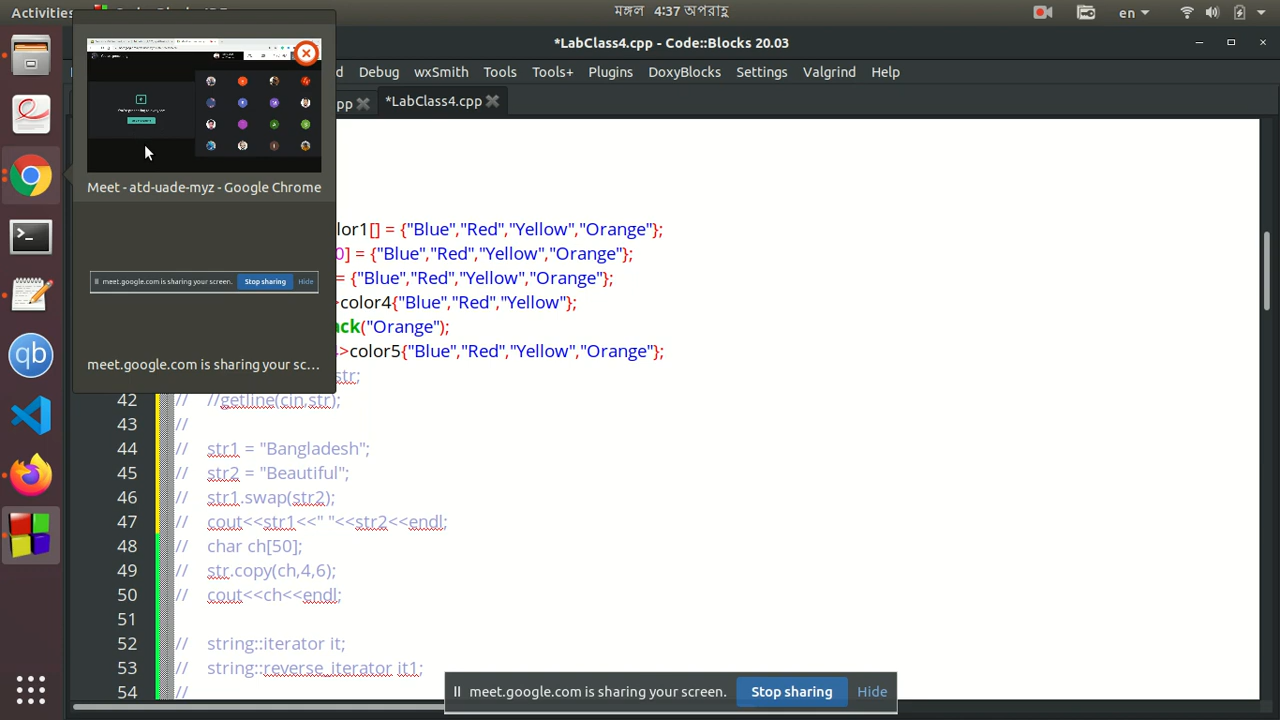 Activities
মঙ্গল 4:37 অপরাহ্ণ
en
*LabClass4.cpp - Code::Blocks 20.03
d Debug wxSmith Tools Tools+ Plugins DoxyBlocks Settings Valgrind Help
pp *LabClass4.cpp
Meet - atd-uade-myz - Google Chrome
meet.google.com is sharing your screen. Stop sharing Hide
meet.google.com is sharing your sc...
lor1[] = {"Blue","Red","Yellow","Orange"};
0] = {"Blue","Red","Yellow","Orange"};
= {"Blue","Red","Yellow","Orange"};
>color4{"Blue","Red","Yellow"};
ack("Orange");
>color5{"Blue","Red","Yellow","Orange"};
str;
42 // //getline(cin,str);
43 //
44 // str1 = "Bangladesh";
45 // str2 = "Beautiful";
46 // str1.swap(str2);
47 // cout<<str1<<" "<<str2<<endl;
48 // char ch[50];
49 // str.copy(ch,4,6);
50 // cout<<ch<<endl;
51
52 // string::iterator it;
53 // string::reverse_iterator it1;
54 //
meet.google.com is sharing your screen. Stop sharing Hide
qb